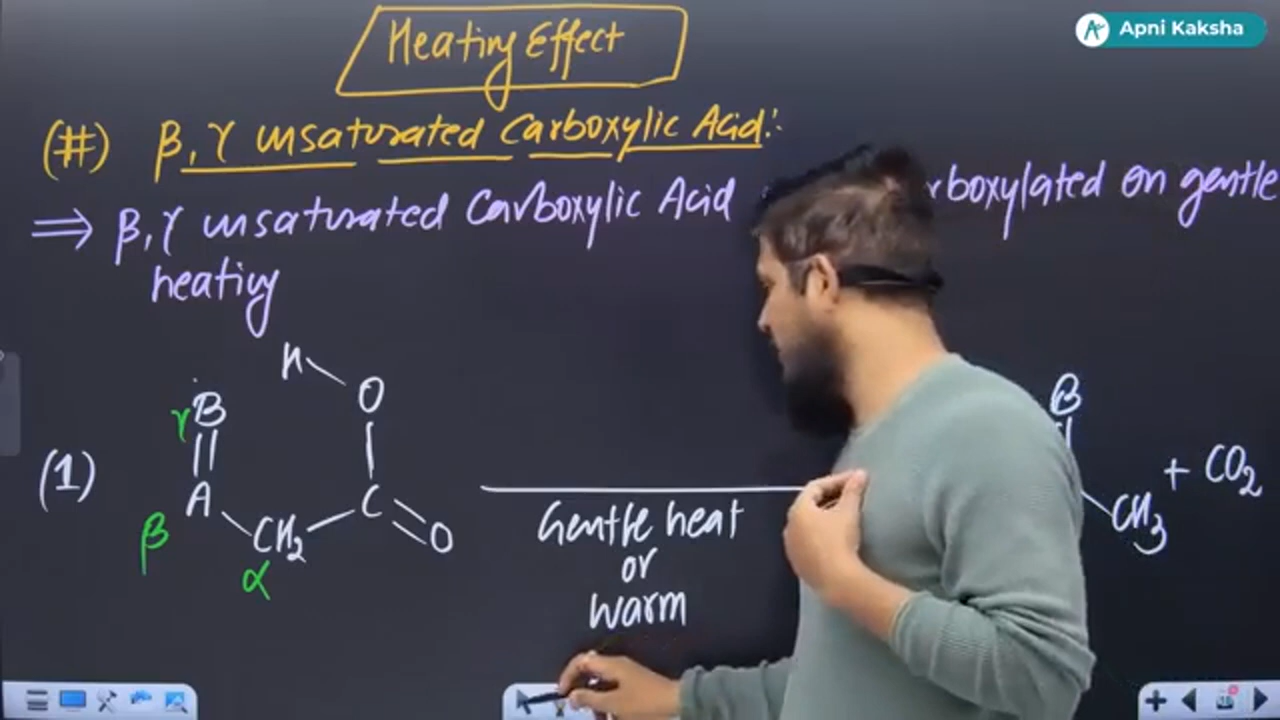 Apni Kaksha
Heating Effect
(#) β, γ unsaturated Carboxylic Acid:
⇒ β, γ unsaturated Carboxylic Acid rboxylated on gentle
heating
(1)
H O
γ B
A CH2 C O
β α
Gentle heat
or
warm
B
CH3 + CO2